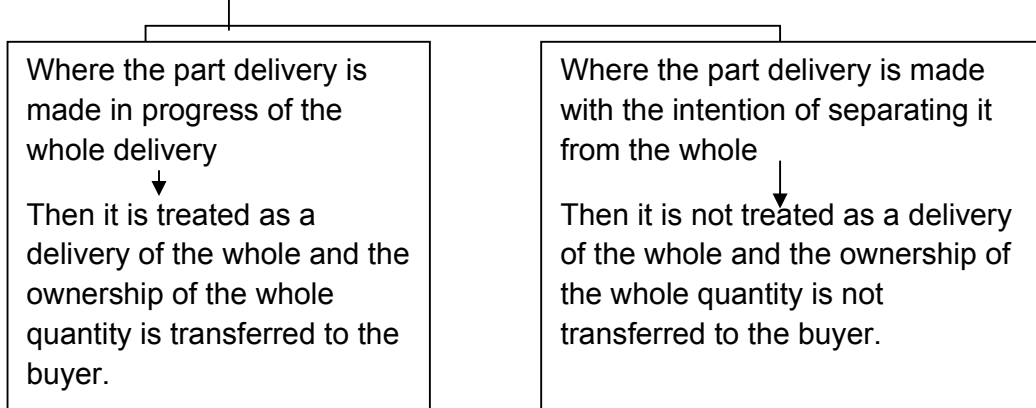 Where the part delivery is
made in progress of the
whole delivery
Then it is treated as a
delivery of the whole and the
ownership of the whole
quantity is transferred to the
buyer.
Where the part delivery is made
with the intention of separating it
from the whole
Then it is not treated as a delivery
of the whole and the ownership of
the whole quantity is not
transferred to the buyer.